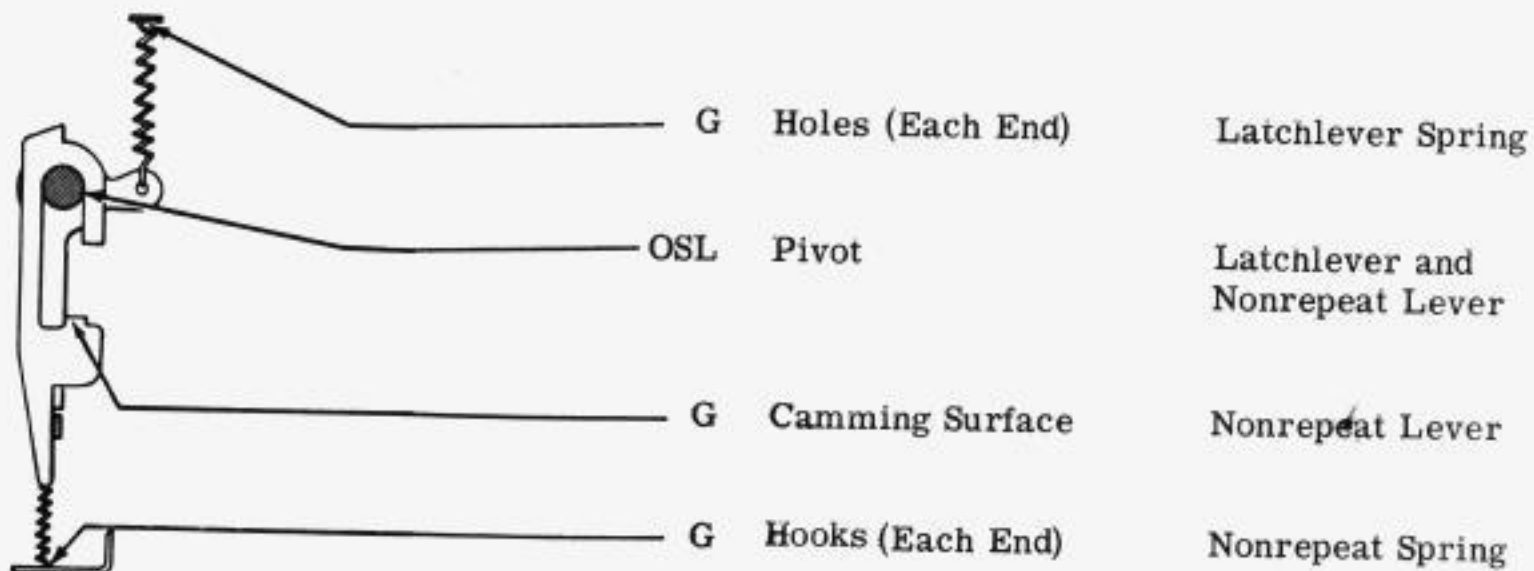 G Holes (Each End) Latchlever Spring
OSL Pivot Latchlever and
Nonrepeat Lever
G Camming Surface Nonrepeat Lever
G Hooks (Each End) Nonrepeat Spring